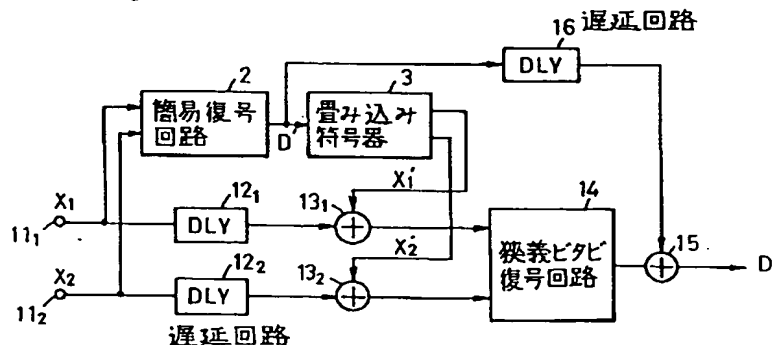 16 遅延回路
DLY
2
簡易復号
回路
D
3
畳み込み
符号器
X1'
X2'
X1
11₁
12₁
DLY
13₁
+
X2
11₂
12₂
DLY
13₂
+
遅延回路
14
狭義ビタビ
復号回路
15
+
D